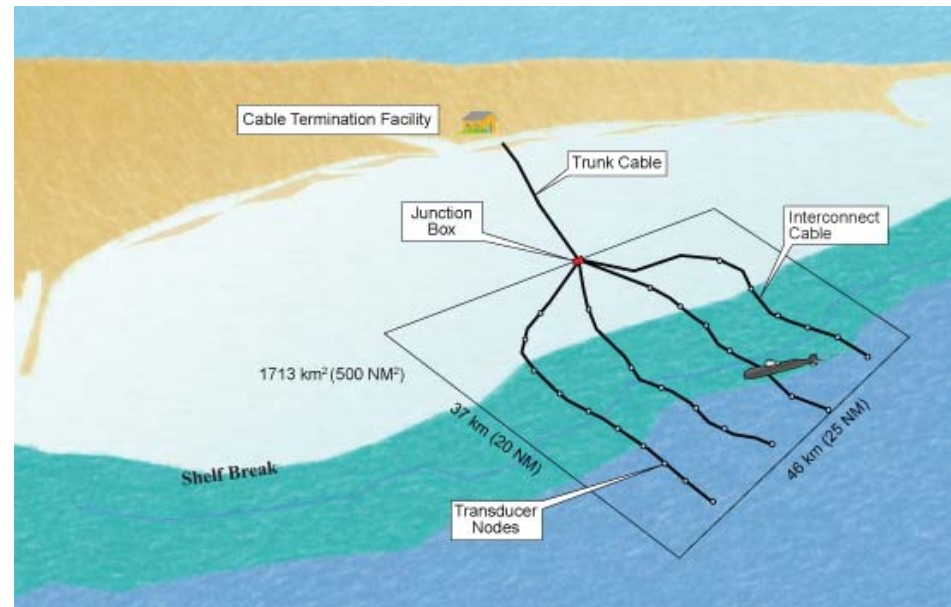 Cable Termination Facility
Trunk Cable
Junction
Box
Interconnect
Cable
1713 km² (500 NM²)
37 km (20 NM)
46 km (25 NM)
Shelf Break
Transducer
Nodes